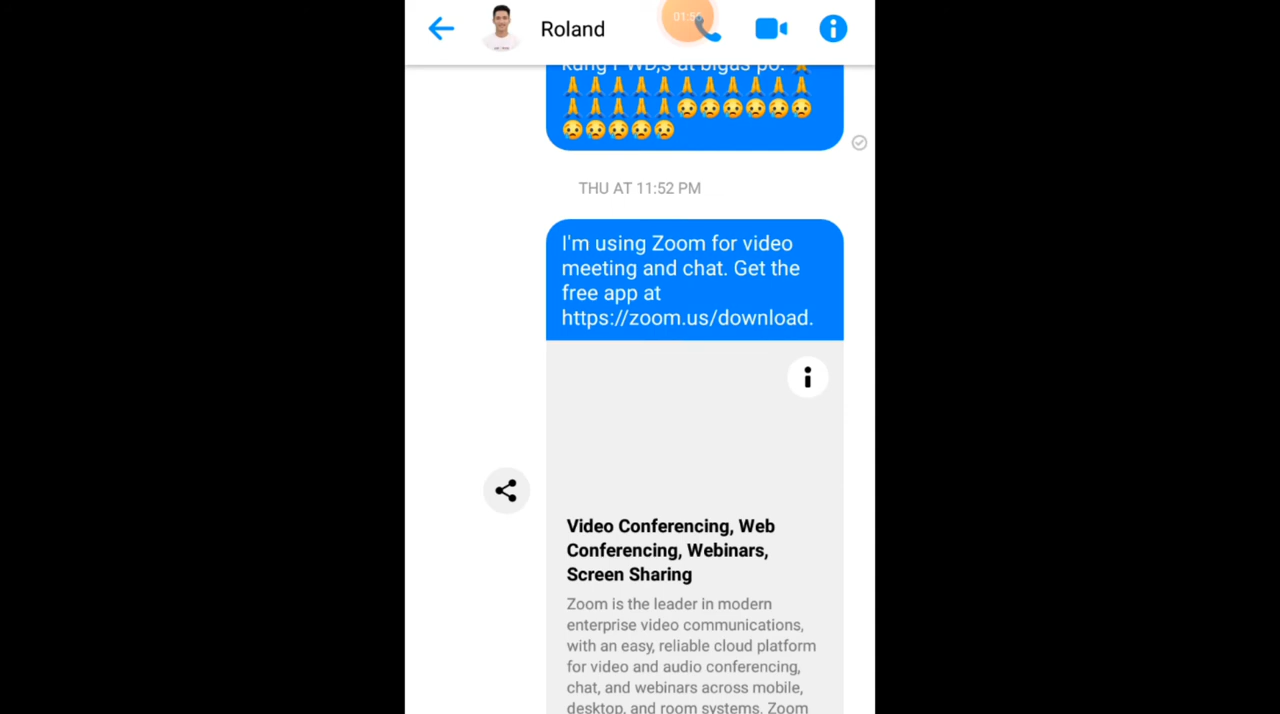 Roland
01:56
kung PWD,s at bigas po. 🙏
🙏🙏🙏🙏🙏🙏🙏🙏🙏🙏🙏
🙏🙏🙏🙏🙏😢😢😢😢😢😢
😢😢😢😢😢
THU AT 11:52 PM
I'm using Zoom for video
meeting and chat. Get the
free app at
https://zoom.us/download.
Video Conferencing, Web
Conferencing, Webinars,
Screen Sharing
Zoom is the leader in modern
enterprise video communications,
with an easy, reliable cloud platform
for video and audio conferencing,
chat, and webinars across mobile,
desktop, and room systems. Zoom